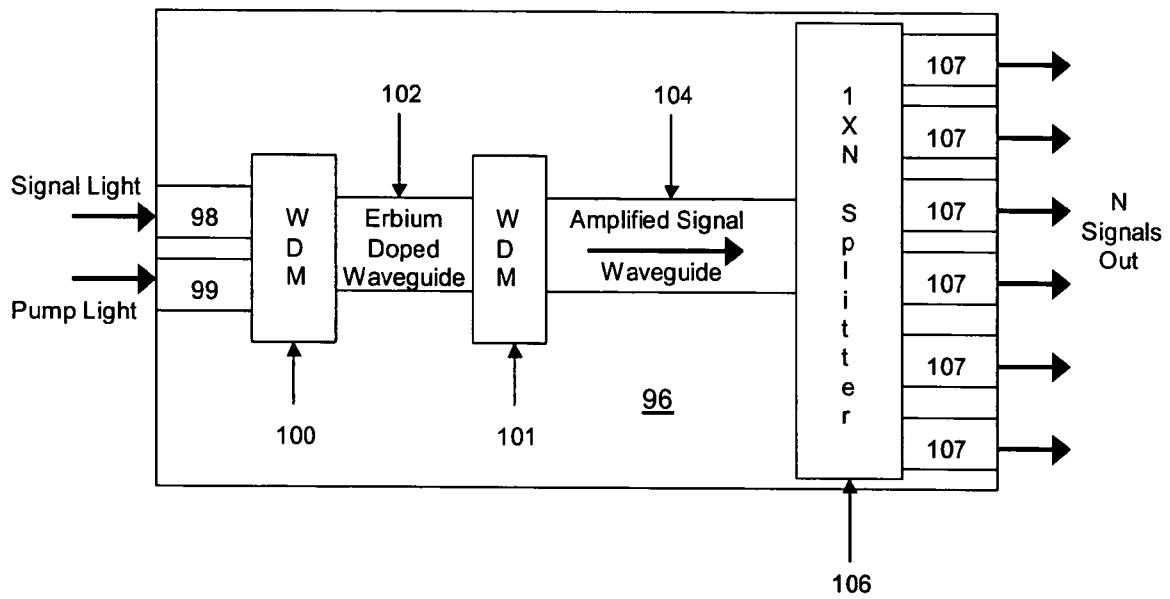 Signal Light
Pump Light
98
99
W
D
M
100
102
Erbium
Doped
Waveguide
W
D
M
101
104
Amplified Signal
Waveguide
96
1
X
N
S
p
l
i
t
t
e
r
106
107
107
107
107
107
107
N
Signals
Out